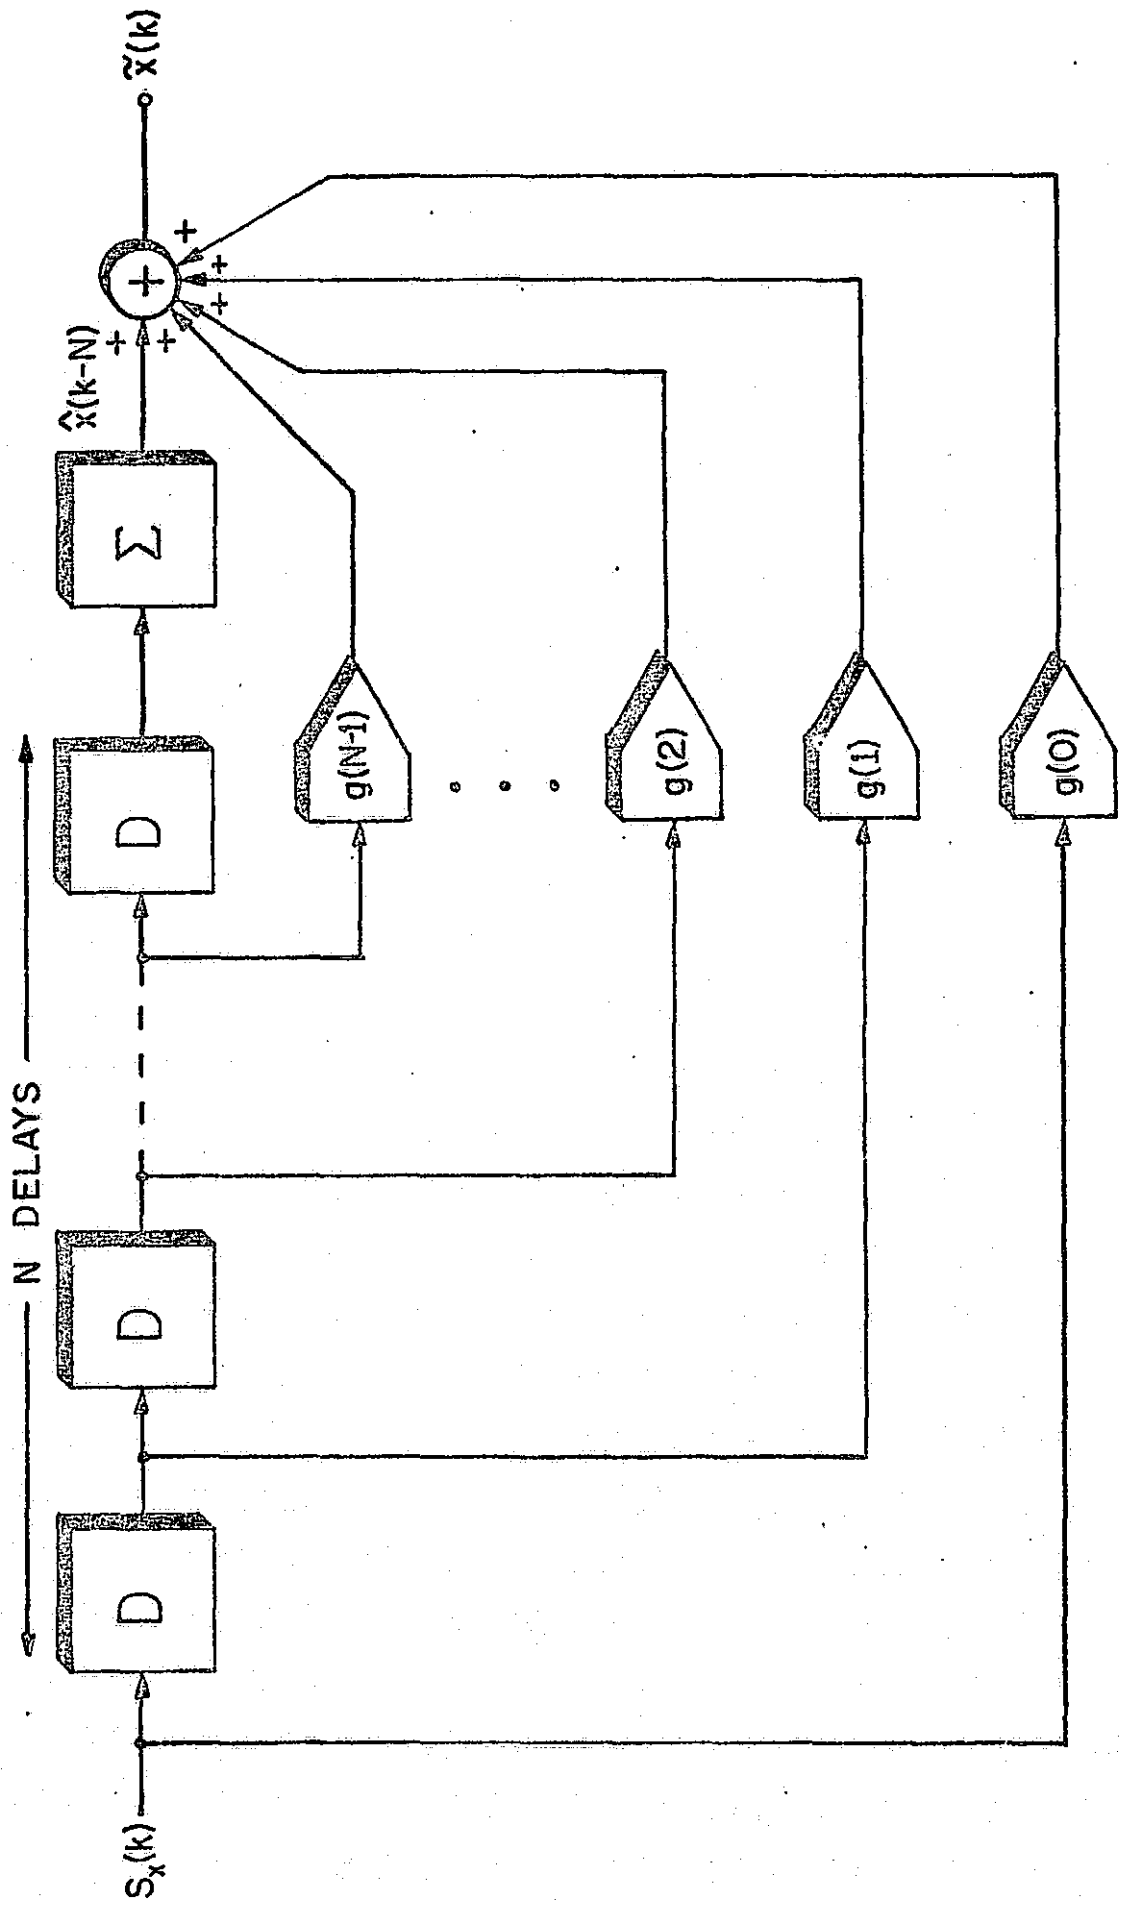 N DELAYS
S_x(k)
D
D
D
Σ
x̂(k-N)
+
+
+
+
+
+
x̃(k)
g(N-1)
g(2)
g(1)
g(0)